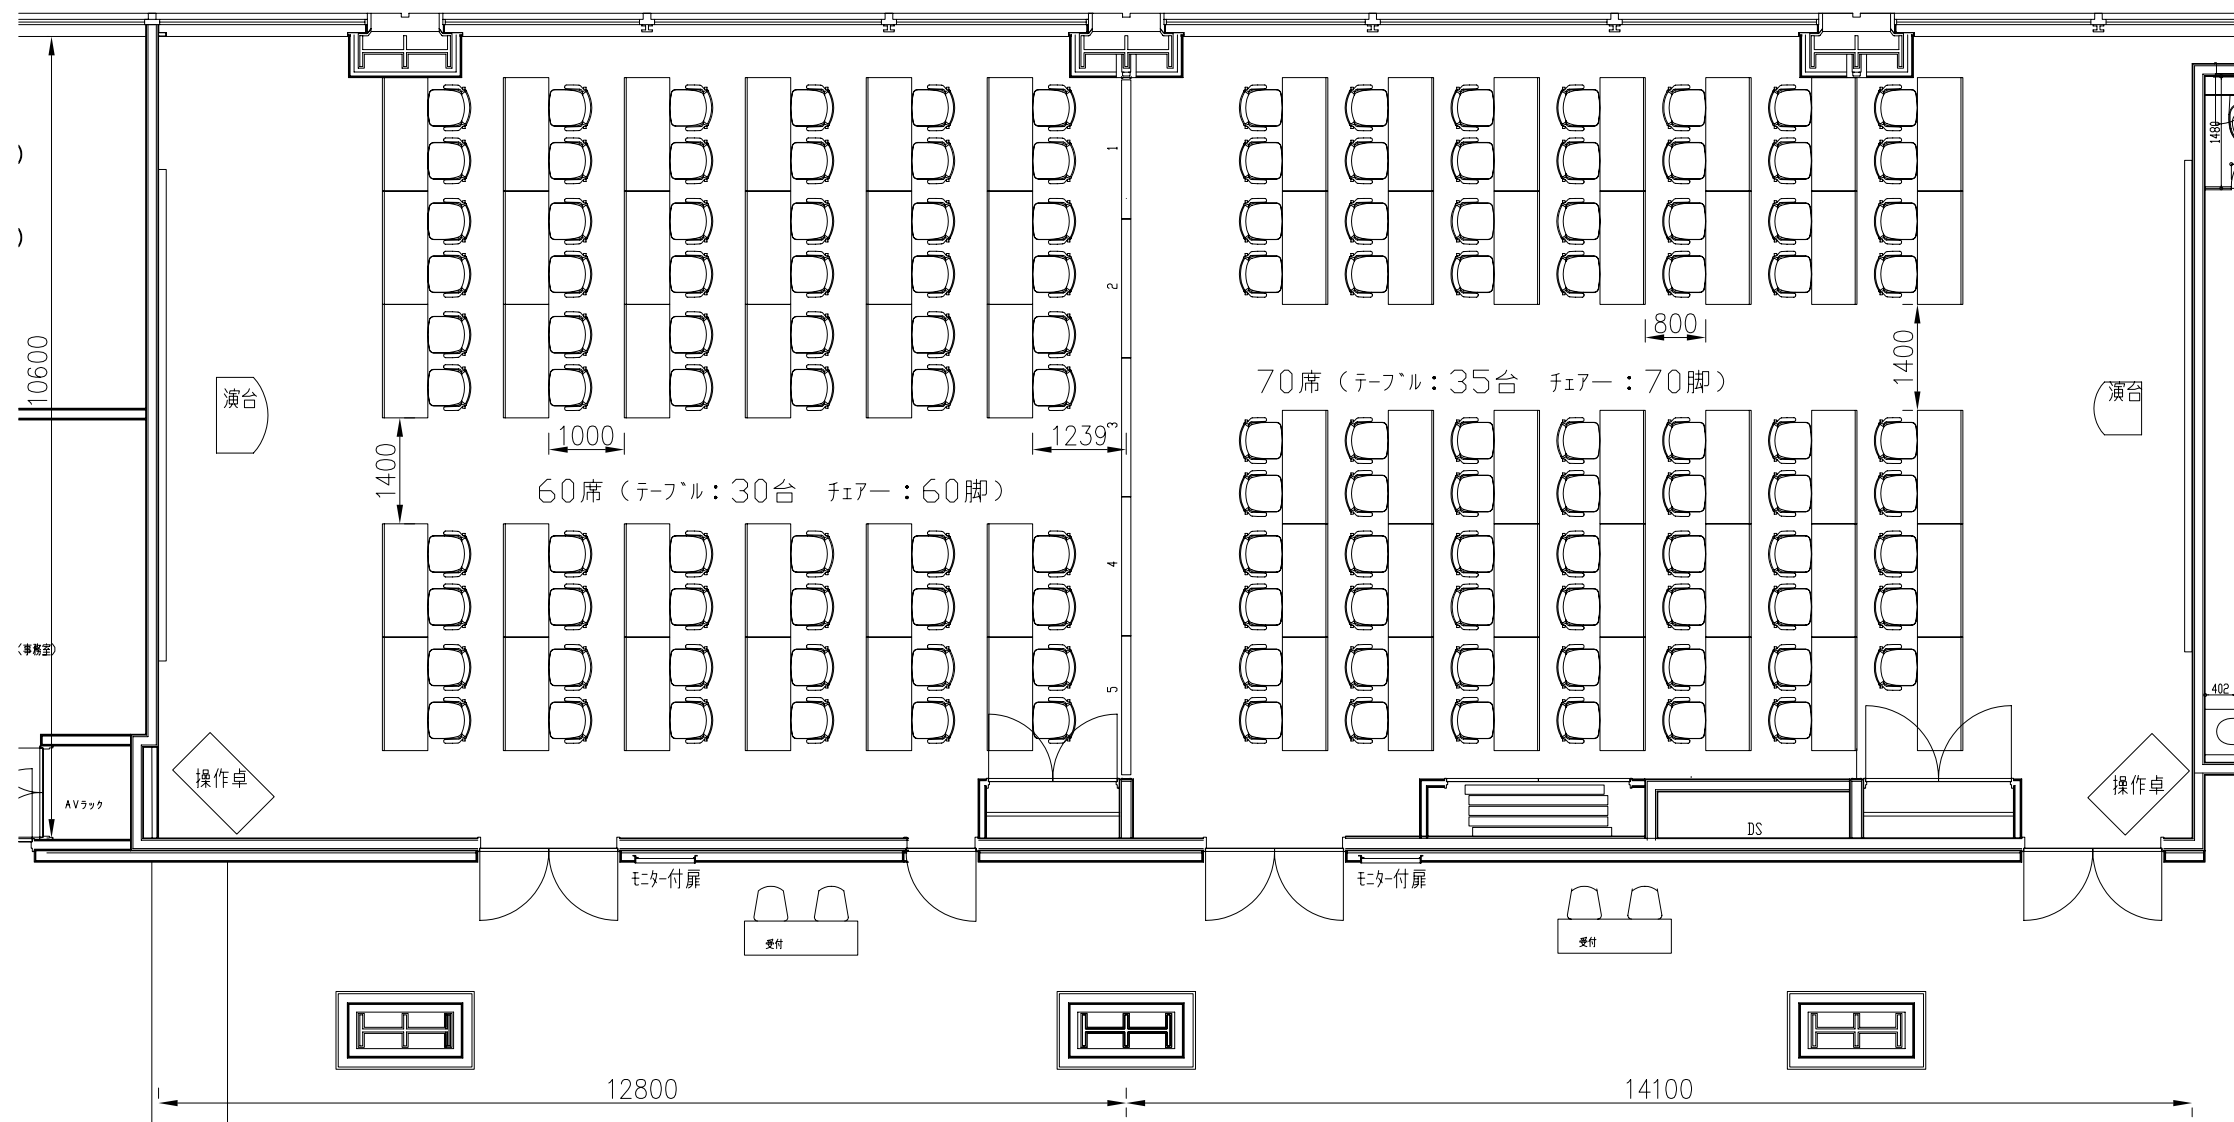 10600
1480
1
2
3
4
5
800
1400
70席（テーブル：35台　チェアー：70脚）
演台
演台
1000
1239
1400
60席（テーブル：30台　チェアー：60脚）
（事務室）
402
操作卓
操作卓
AVラック
DS
モニター付扉
モニター付扉
受付
受付
12800
14100